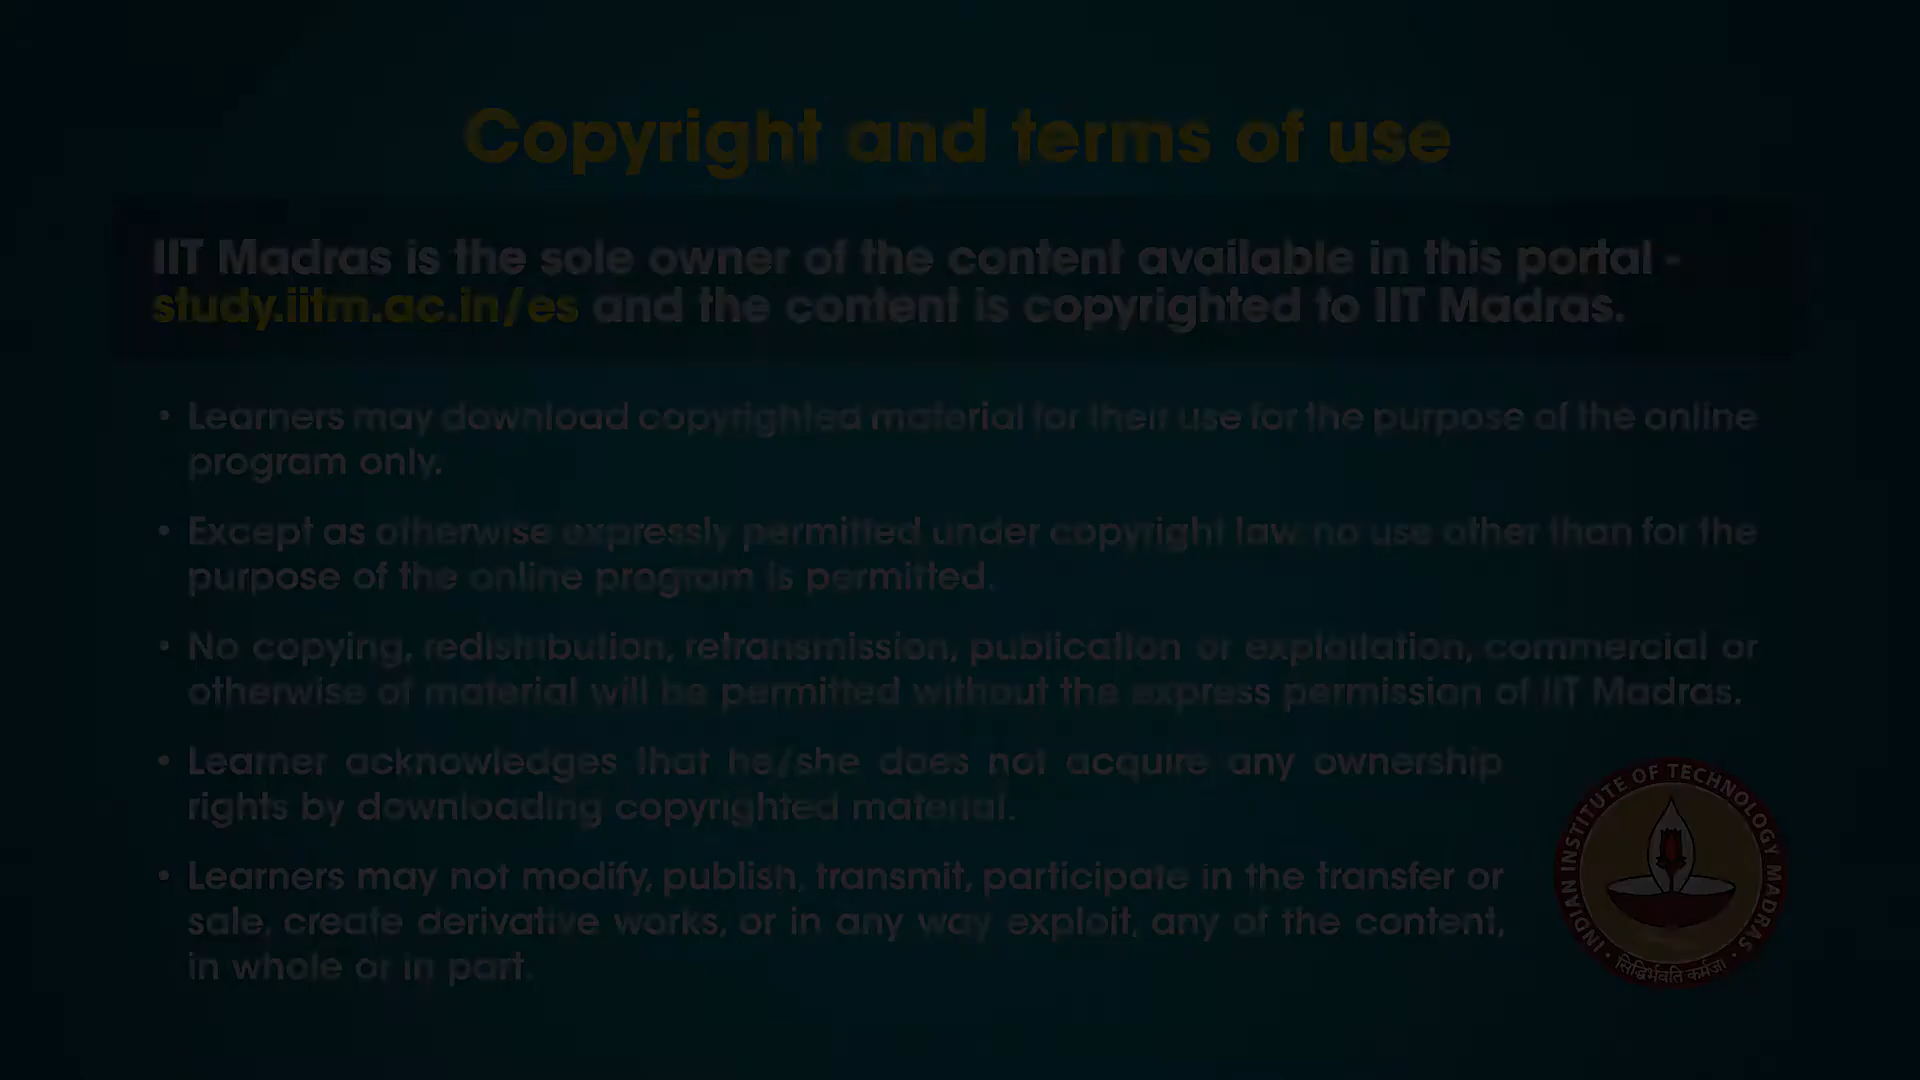 Copyright and terms of use
IIT Madras is the sole owner of the content available in this portal -
study.iitm.ac.in/es and the content is copyrighted to IIT Madras.
• Learners may download copyrighted material for their use for the purpose of the online
program only.
• Except as otherwise expressly permitted under copyright law, no use other than for the
purpose of the online program is permitted.
• No copying, redistribution, retransmission, publication or exploitation, commercial or
otherwise of material will be permitted without the express permission of IIT Madras.
• Learner acknowledges that he/she does not acquire any ownership
rights by downloading copyrighted material.
• Learners may not modify, publish, transmit, participate in the transfer or
sale, create derivative works, or in any way exploit, any of the content,
in whole or in part.
INDIAN INSTITUTE OF TECHNOLOGY MADRAS
सिद्धिर्भवति कर्मजा